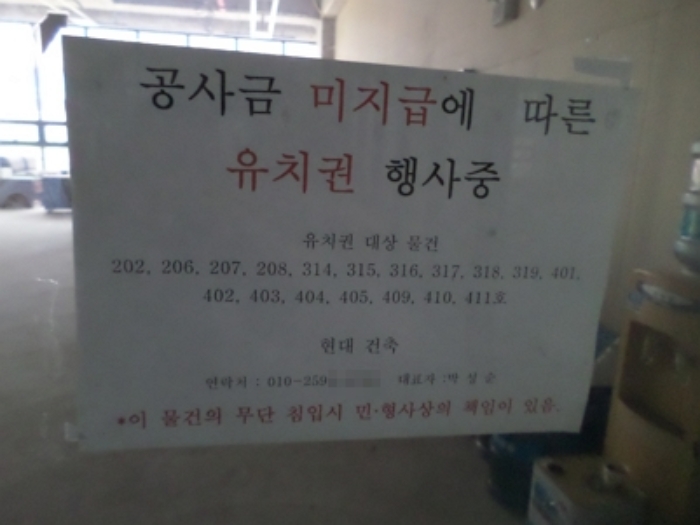 공사금 미지급에 따른
유치권 행사중
유치권 대상 물건
202, 206, 207, 208, 314, 315, 316, 317, 318, 319, 401,
402, 403, 404, 405, 409, 410, 411호
현대 건축
연락처 : 010-259 대표자 :박 성 순
*이 물건의 무단 침입시 민·형사상의 책임이 있음.